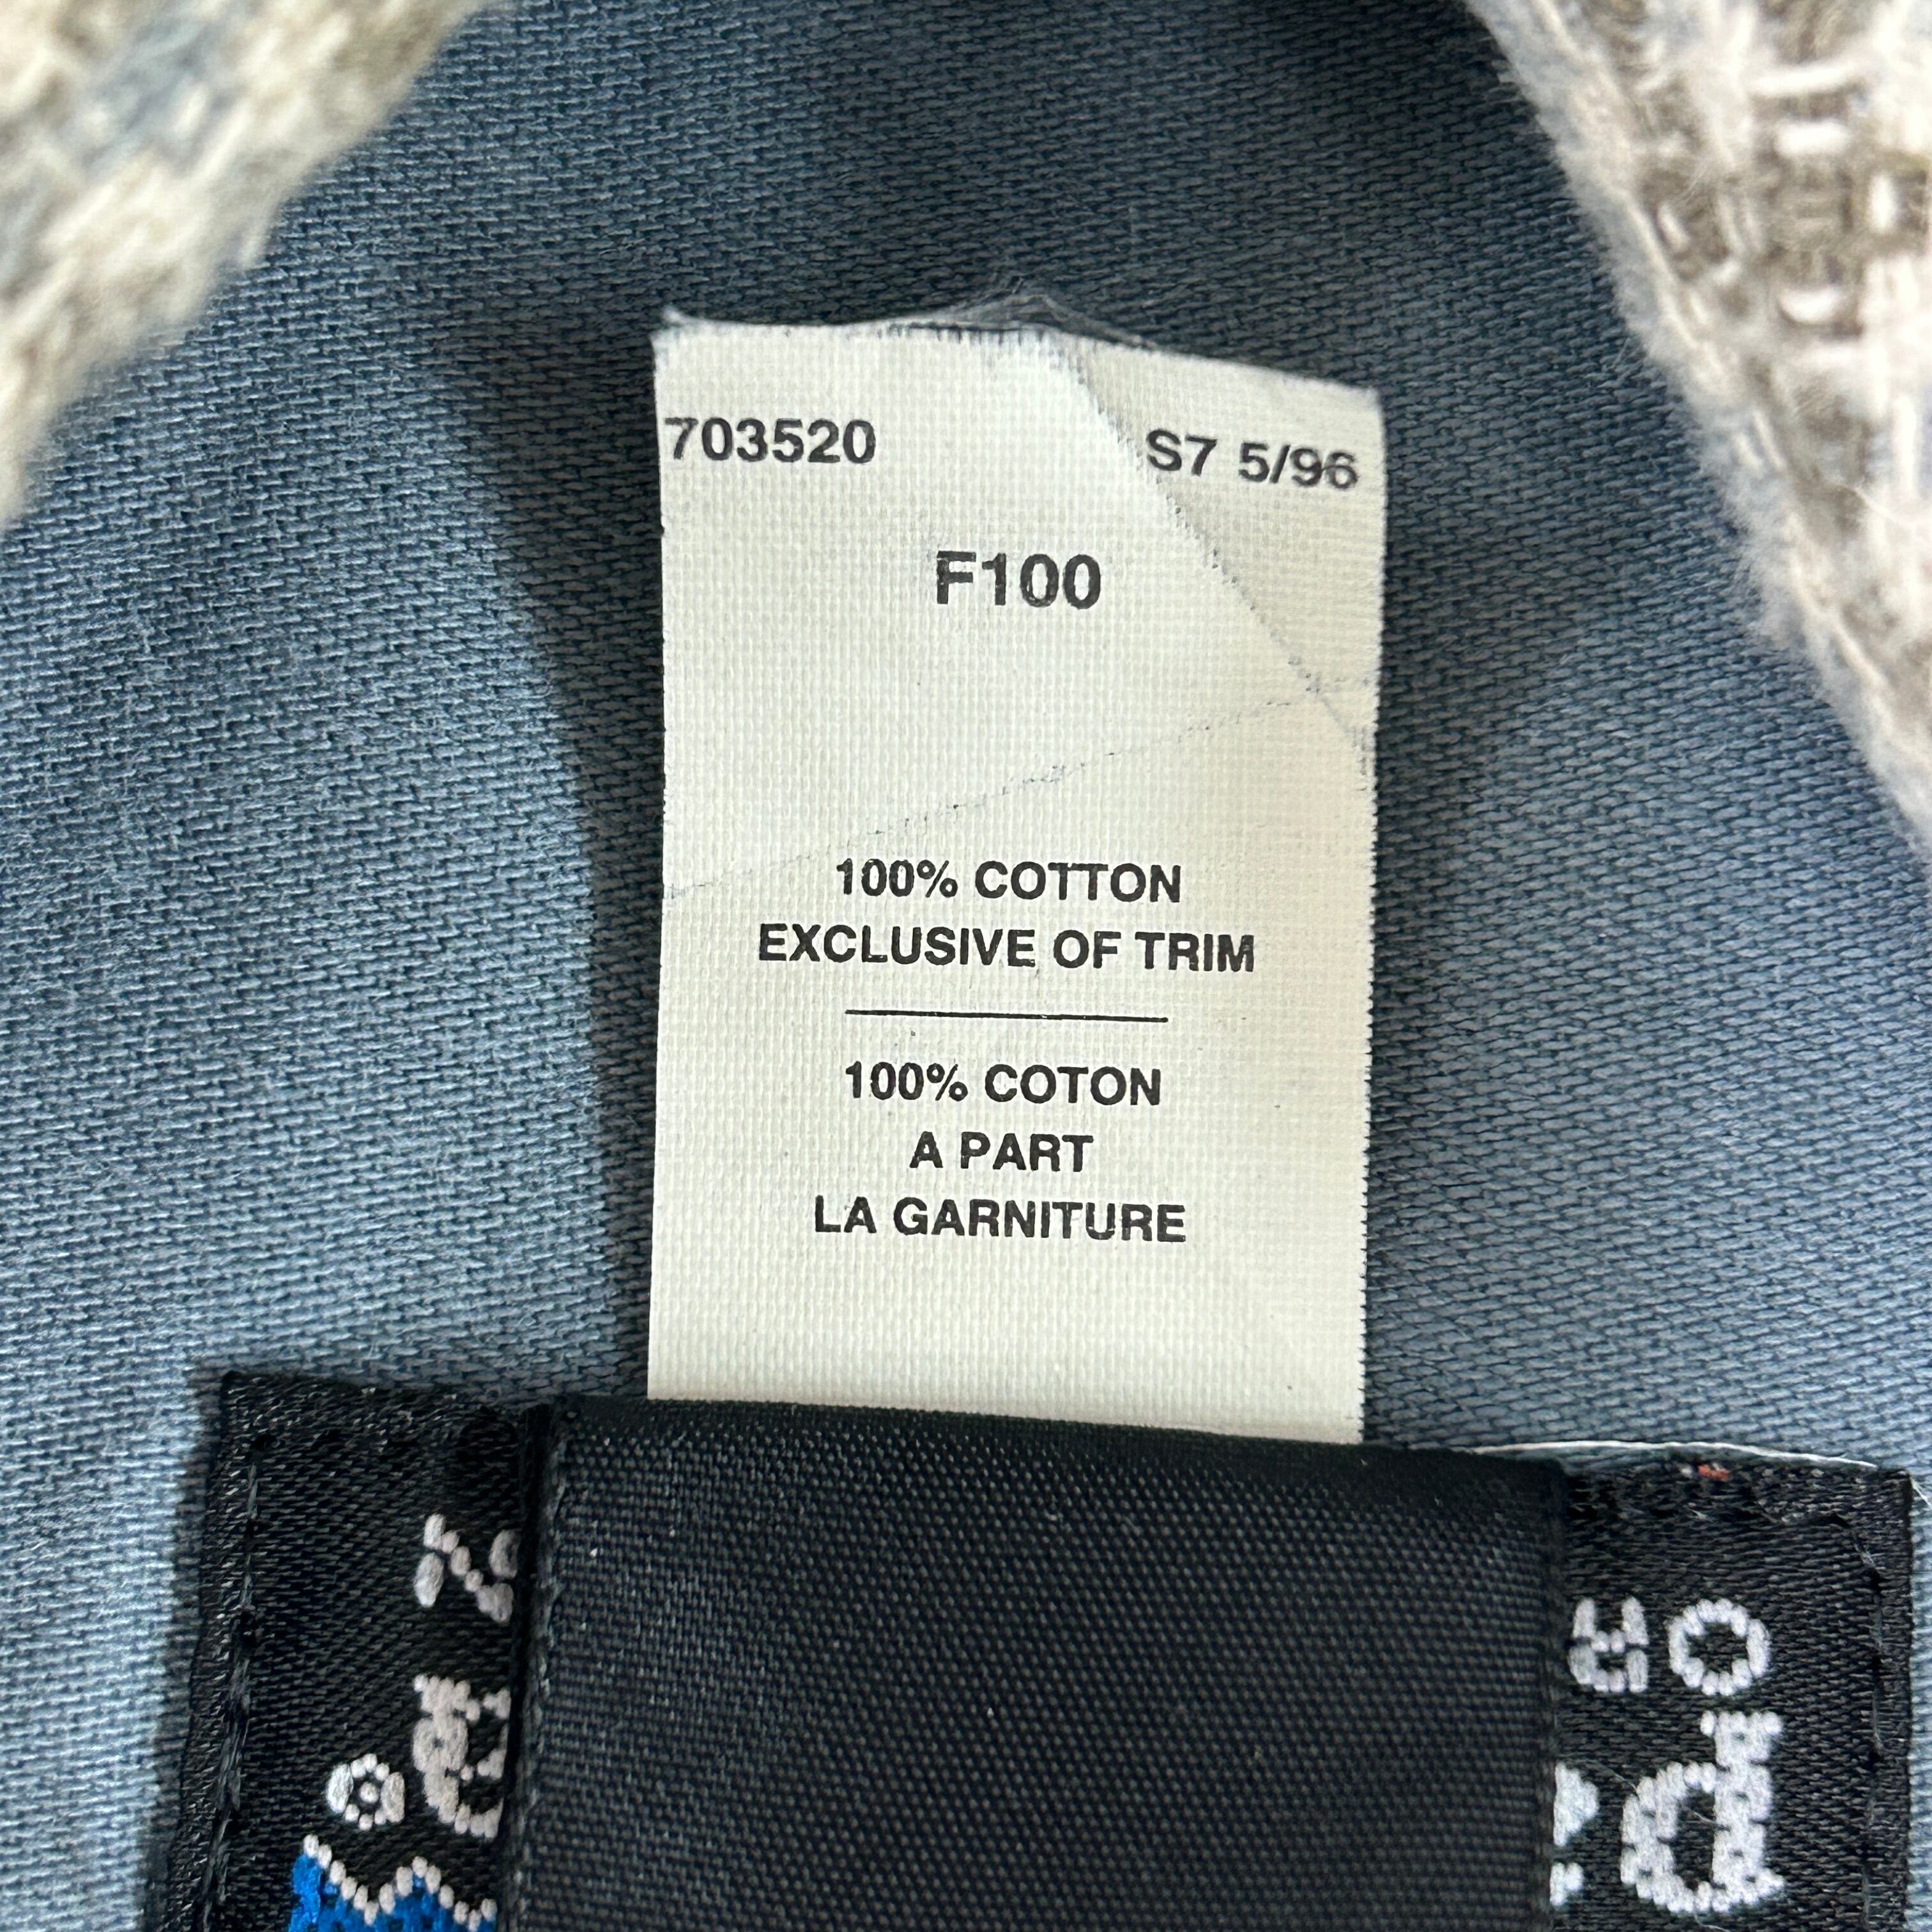 703520 S7 5/96
F100
100% COTTON
EXCLUSIVE OF TRIM
100% COTON
A PART
LA GARNITURE